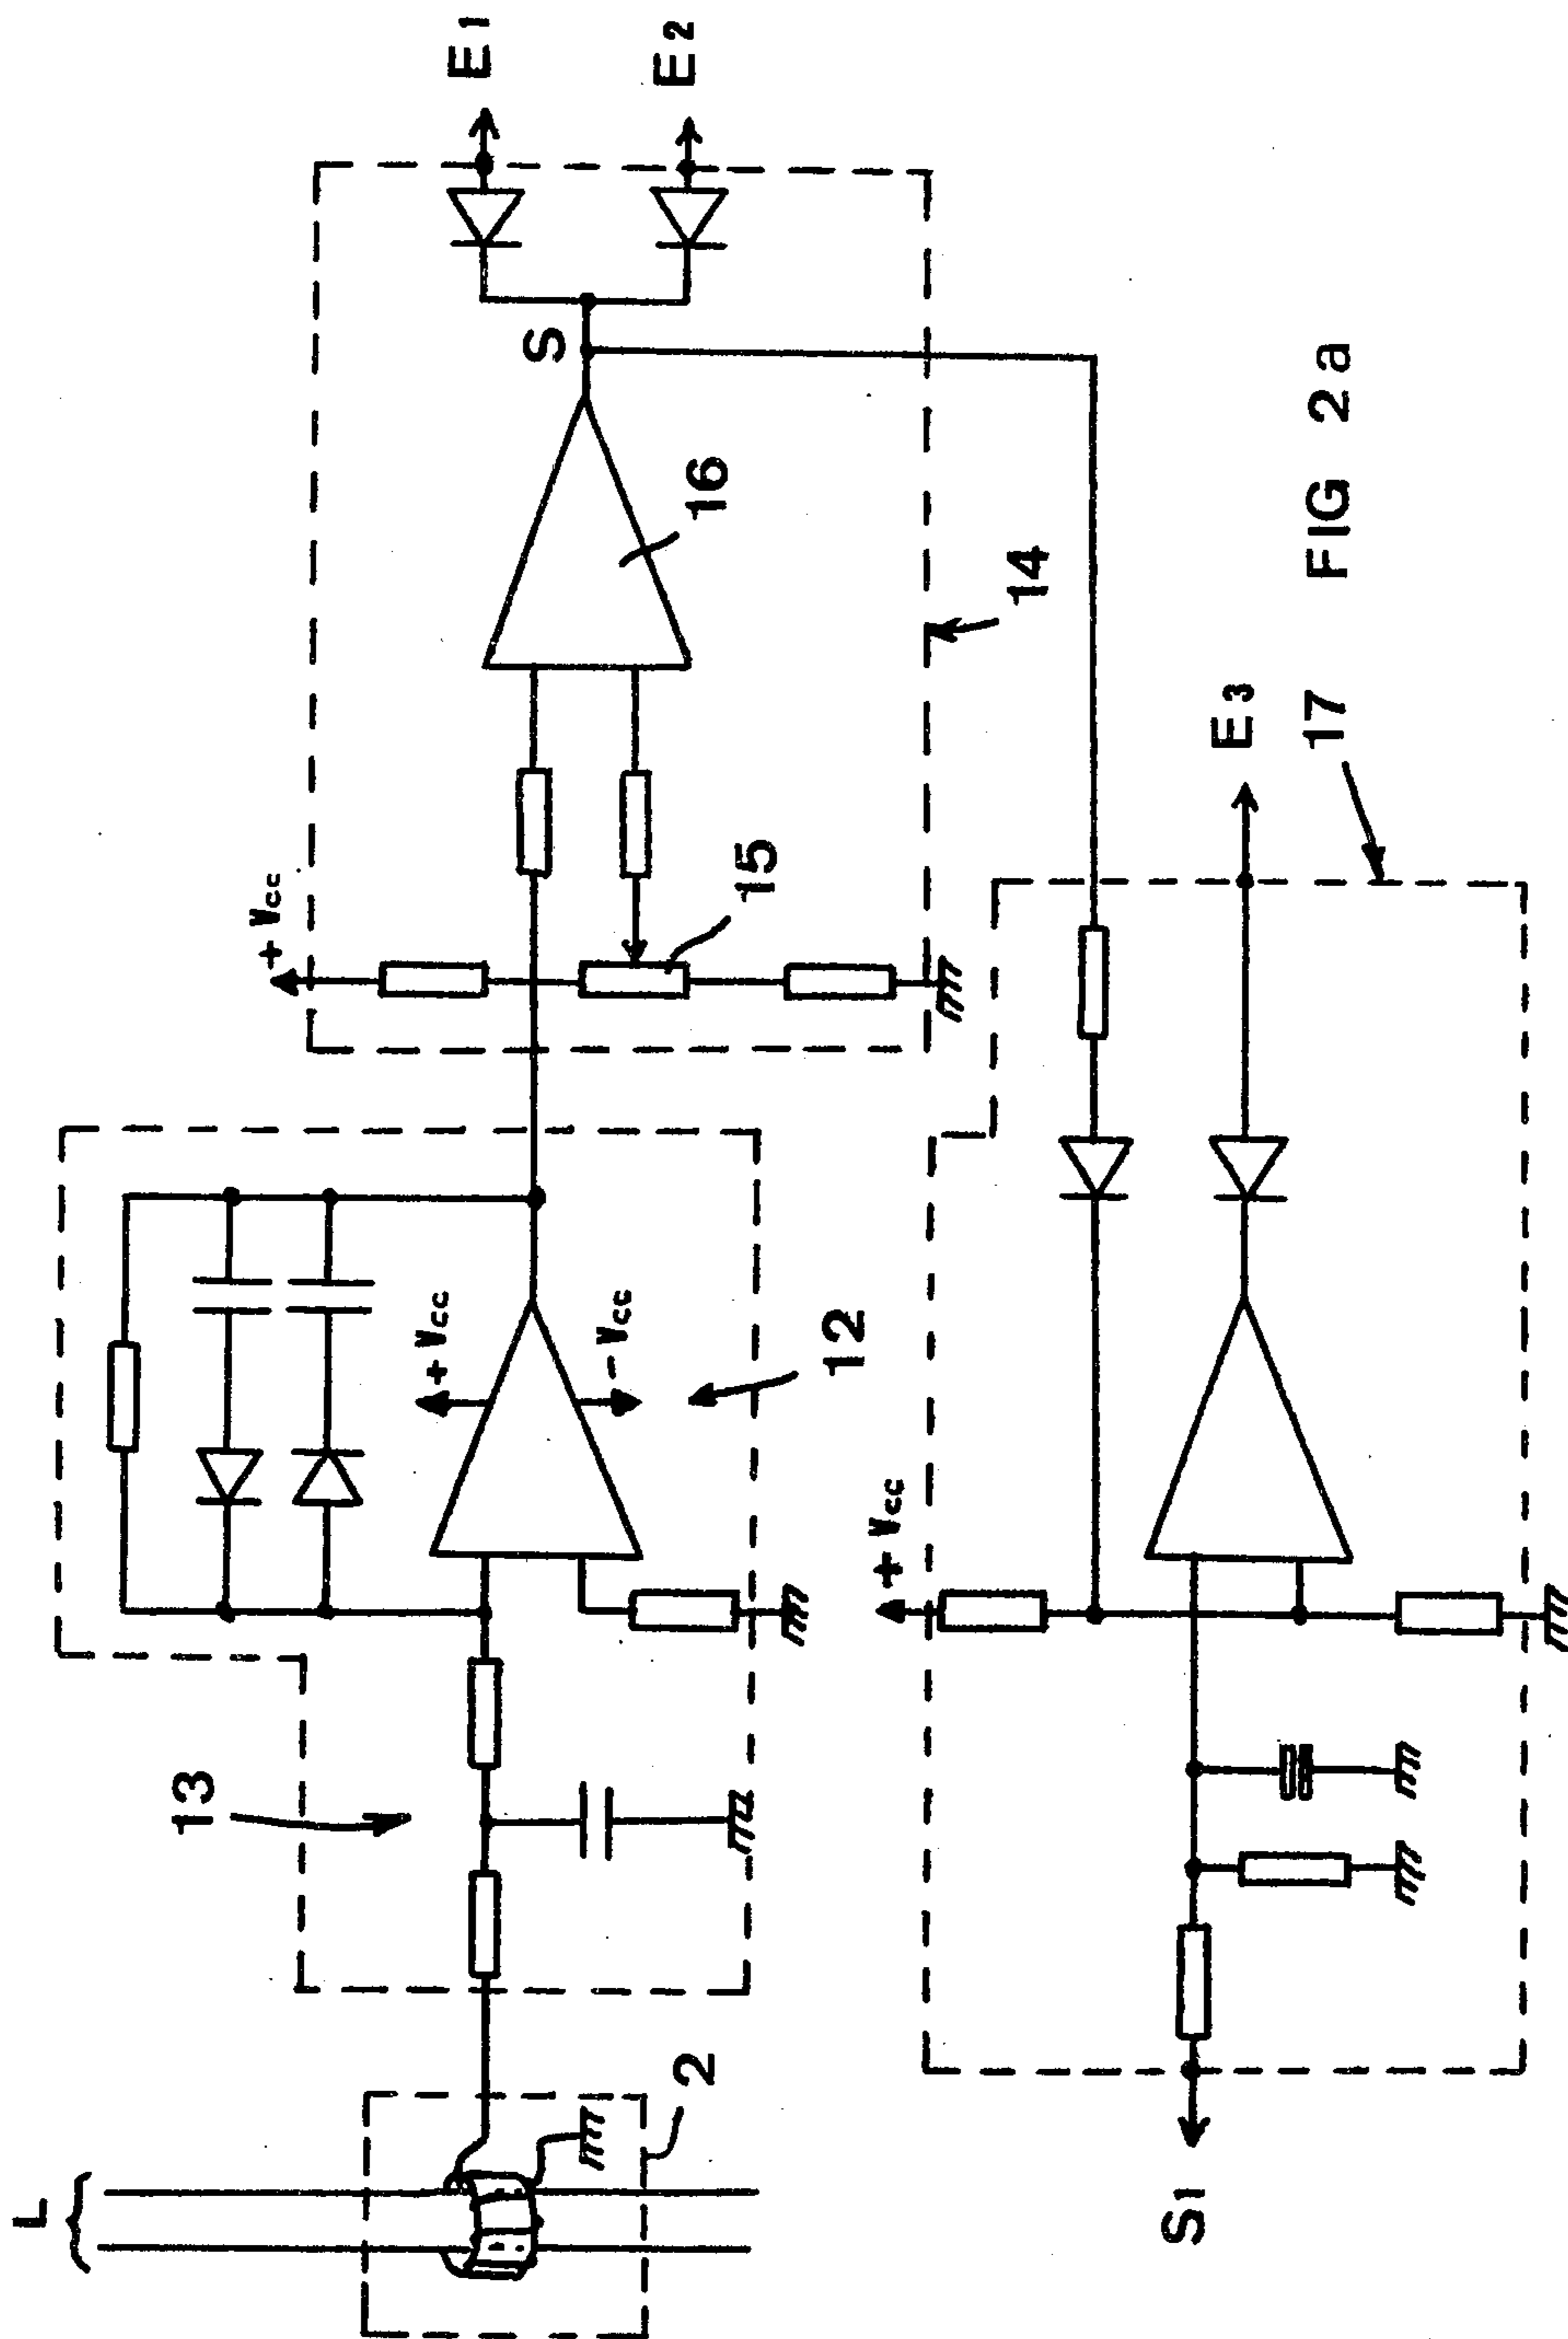 L
2
13
12
+ Vcc
- Vcc
+ Vcc
15
16
14
S
E1
E2
S1
+ Vcc
E3
17
FIG 2a